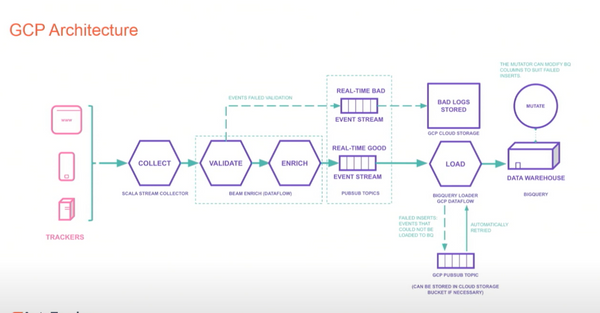 GCP Architecture
THE MUTATOR CAN MODIFY BQ
COLUMNS TO SUIT FAILED
INSERTS
REAL-TIME BAD
EVENTS FAILED VALIDATION
EVENT STREAM
BAD LOGS
STORED
MUTATE
GCP CLOUD STORAGE
www
REAL-TIME GOOD
COLLECT
VALIDATE
ENRICH
EVENT STREAM
LOAD
DATA WAREHOUSE
SCALA STREAM COLLECTOR
BEAM ENRICH (DATAFLOW)
PUBSUB TOPICS
BIGQUERY LOADER
GCP DATAFLOW
BIGQUERY
TRACKERS
FAILED INSERTS:
EVENTS THAT
COULD NOT BE
LOADED TO BQ
AUTOMATICALLY
RETRIED
GCP PUBSUB TOPIC
(CAN BE STORED IN CLOUD STORAGE
BUCKET IF NECESSARY)